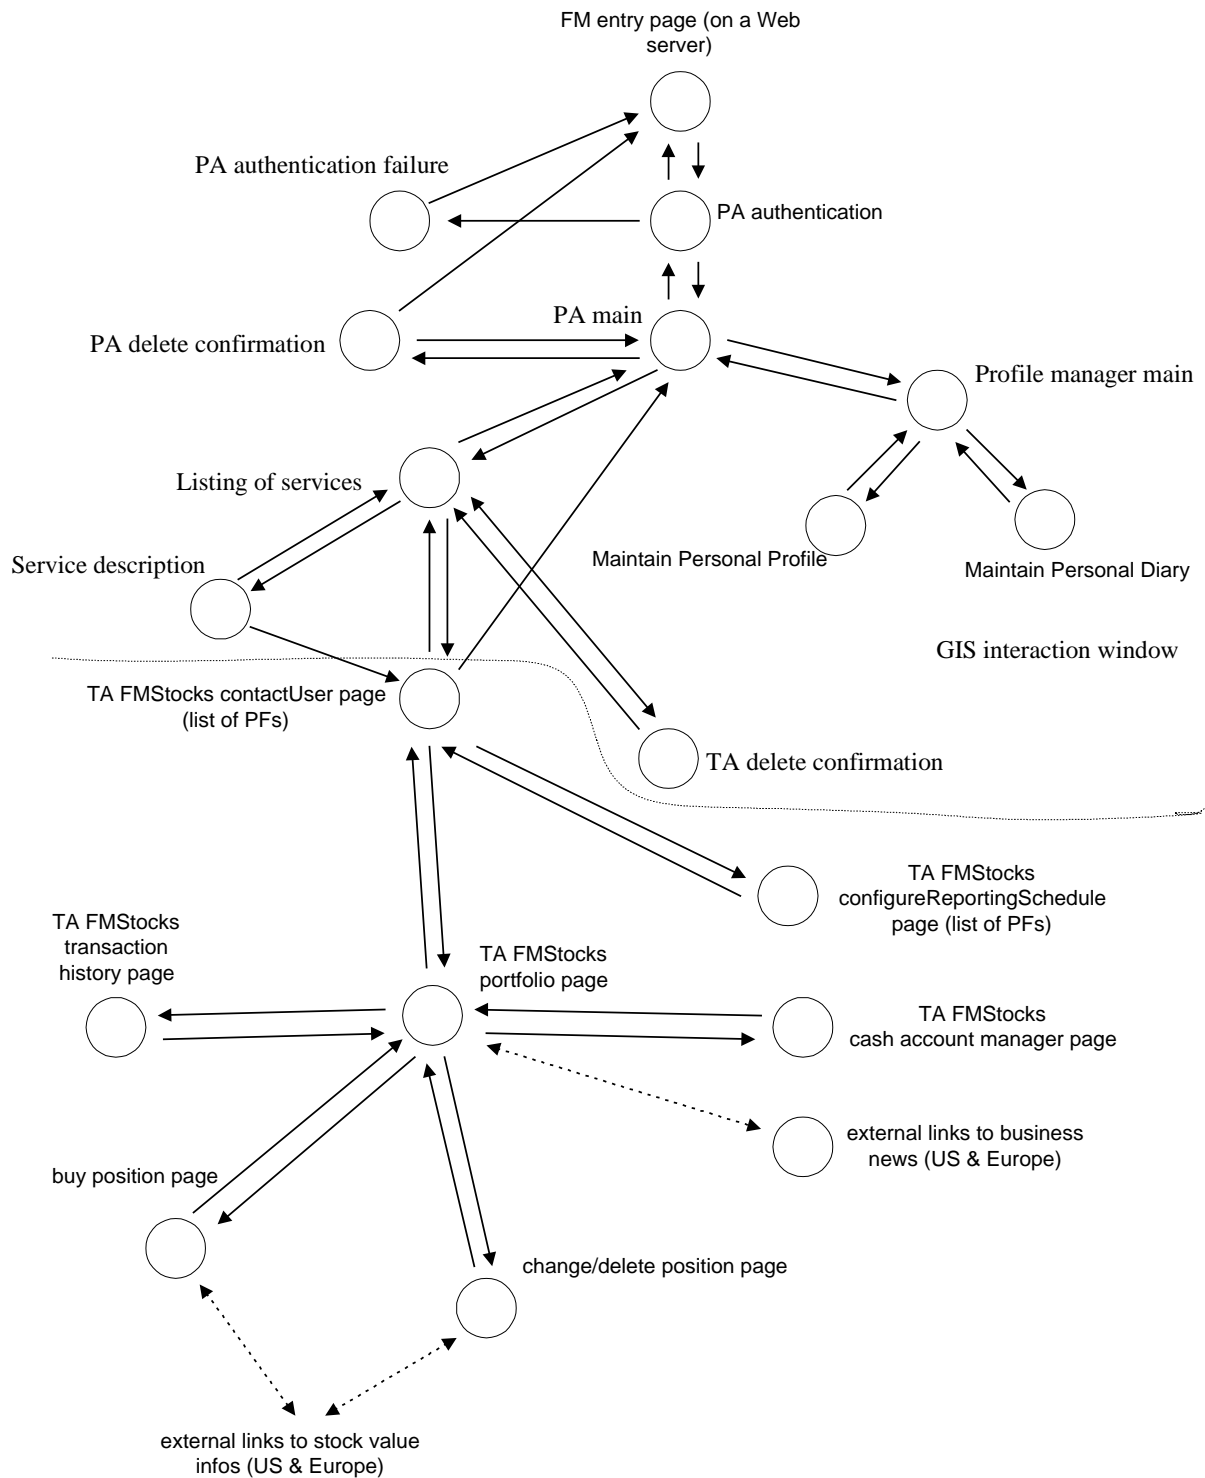 FM entry page (on a Web
server)
PA authentication failure
PA authentication
PA main
PA delete confirmation
Profile manager main
Listing of services
Maintain Personal Profile
Service description
Maintain Personal Diary
GIS interaction window
TA FMStocks contactUser page
(list of PFs)
TA delete confirmation
TA FMStocks
configureReportingSchedule
page (list of PFs)
TA FMStocks
transaction
history page
TA FMStocks
portfolio page
TA FMStocks
cash account manager page
external links to business
news (US & Europe)
buy position page
change/delete position page
external links to stock value
infos (US & Europe)